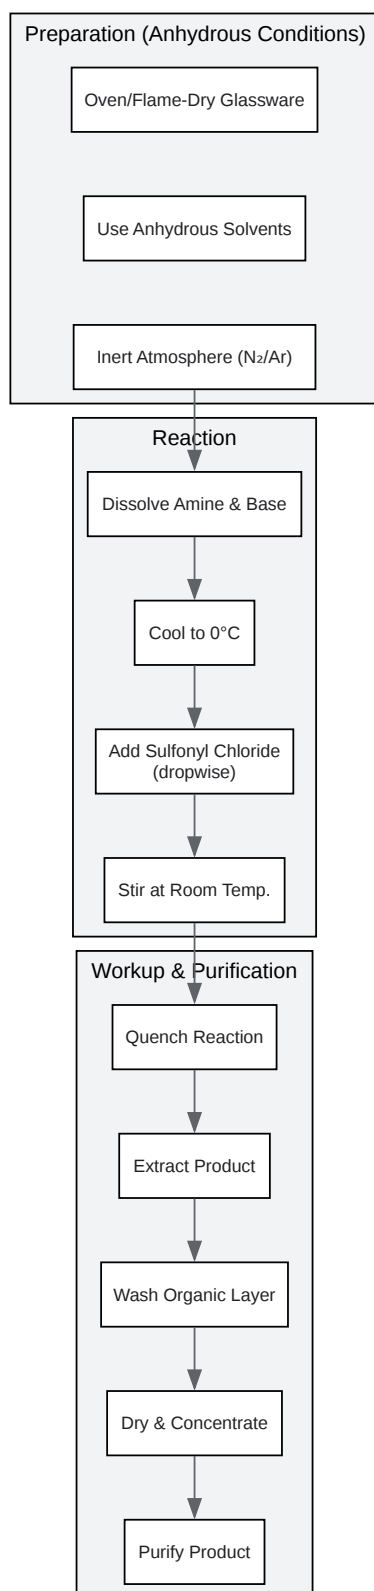 Preparation (Anhydrous Conditions)
Oven/Flame-Dry Glassware
Use Anhydrous Solvents
Inert Atmosphere (N₂/Ar)
Reaction
Dissolve Amine & Base
Cool to 0°C
Add Sulfonyl Chloride
(dropwise)
Stir at Room Temp.
Workup & Purification
Quench Reaction
Extract Product
Wash Organic Layer
Dry & Concentrate
Purify Product